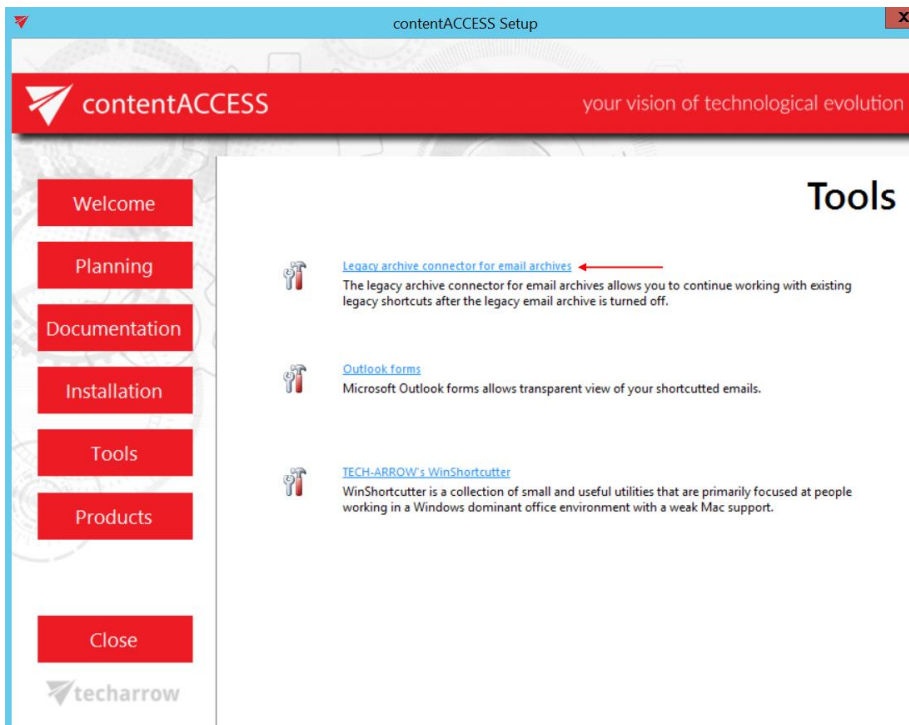 contentACCESS Setup
X
contentACCESS
your vision of technological evolution
Welcome
Planning
Documentation
Installation
Tools
Products
Close
techarrow
Tools
Legacy archive connector for email archives
The legacy archive connector for email archives allows you to continue working with existing
legacy shortcuts after the legacy email archive is turned off.
Outlook forms
Microsoft Outlook forms allows transparent view of your shortcutted emails.
TECH-ARROW's WinShortcutter
WinShortcutter is a collection of small and useful utilities that are primarily focused at people
working in a Windows dominant office environment with a weak Mac support.